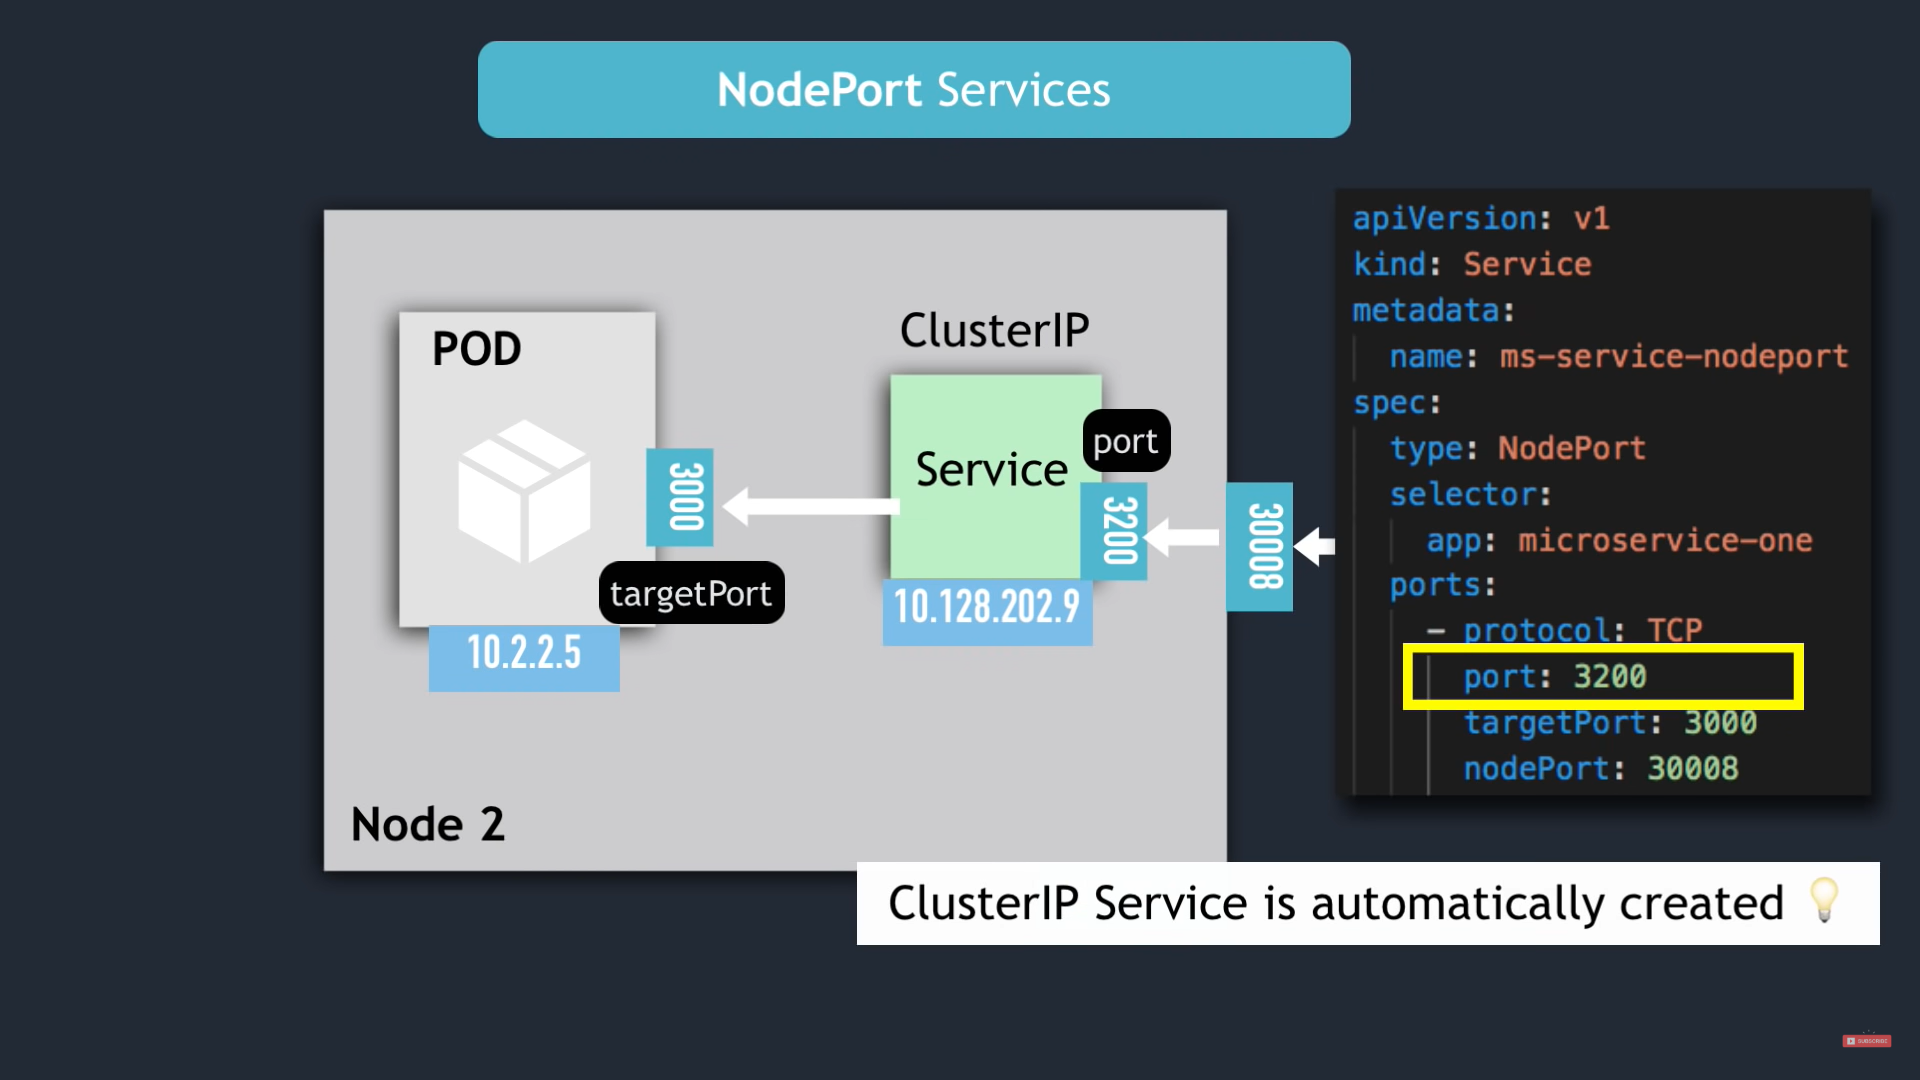 NodePort Services
POD
3000
targetPort
10.2.2.5
ClusterIP
Service
port
3200
10.128.202.9
30008
Node 2
apiVersion: v1
kind: Service
metadata:
name: ms-service-nodeport
spec:
type: NodePort
selector:
app: microservice-one
ports:
- protocol: TCP
port: 3200
targetPort: 3000
nodePort: 30008
ClusterIP Service is automatically created
SUBSCRIBE